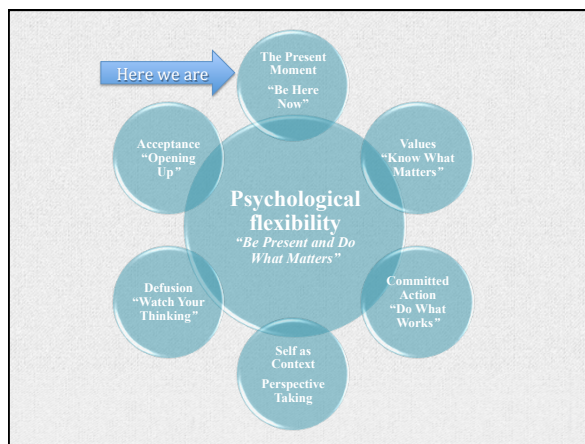 Here we are
The Present
Moment
“Be Here
Now”
Acceptance
“Opening
Up”
Values
“Know What
Matters”
Psychological
flexibility
“Be Present and Do
What Matters”
Defusion
“Watch Your
Thinking”
Committed
Action
“Do What
Works”
Self as
Context
Perspective
Taking